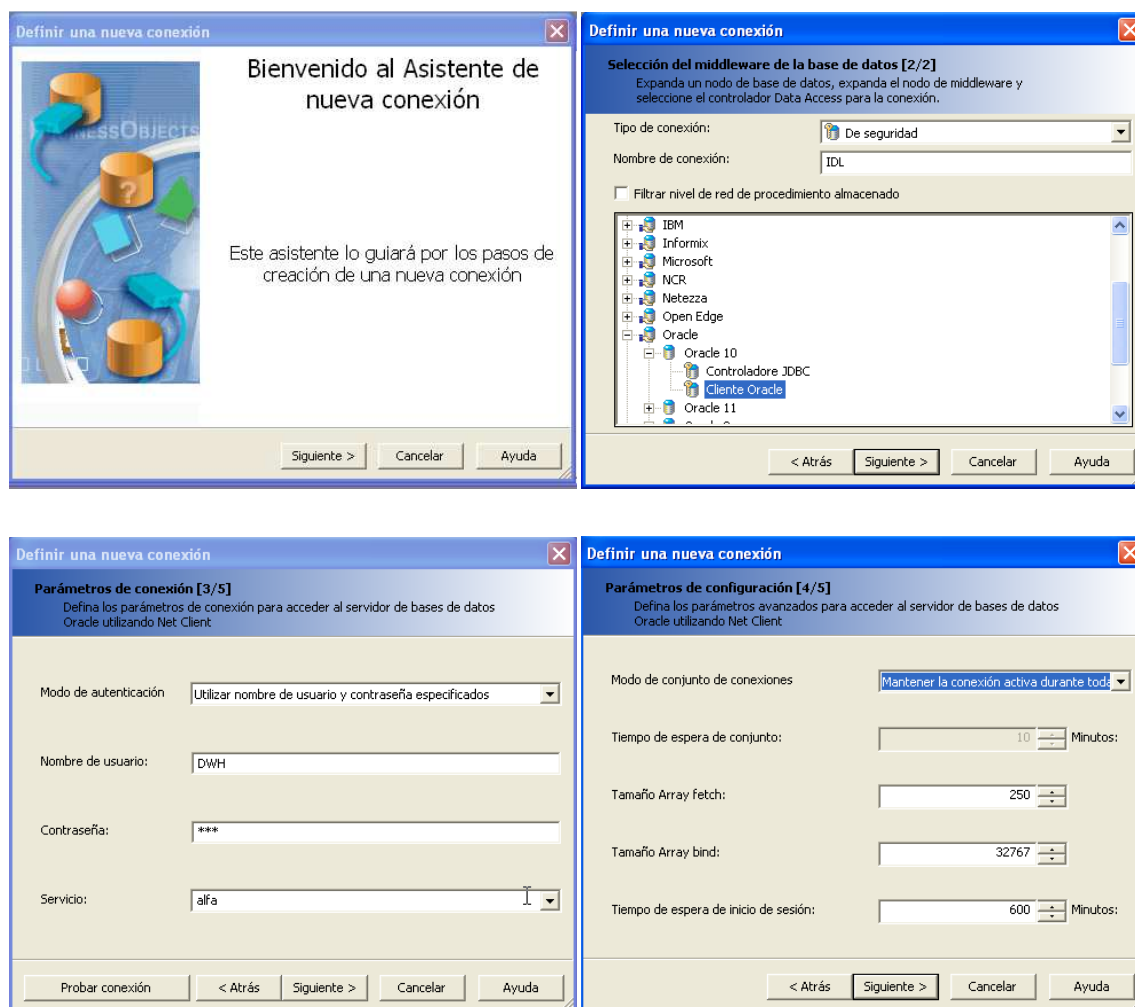 Definir una nueva conexión
Bienvenido al Asistente de
nueva conexión
Este asistente lo guiará por los pasos de
creación de una nueva conexión
Siguiente >
Cancelar
Ayuda
Definir una nueva conexión
Selección del middleware de la base de datos [2/2]
Expanda un nodo de base de datos, expanda el nodo de middleware y
seleccione el controlador Data Access para la conexión.
Tipo de conexión:
De seguridad
Nombre de conexión:
IDL
Filtrar nivel de red de procedimiento almacenado
IBM
Informix
Microsoft
NCR
Netezza
Open Edge
Oracle
Oracle 10
Controladore JDBC
Cliente Oracle
Oracle 11
< Atrás
Siguiente >
Cancelar
Ayuda
Definir una nueva conexión
Parámetros de conexión [3/5]
Defina los parámetros de conexión para acceder al servidor de bases de datos
Oracle utilizando Net Client
Modo de autenticación
Utilizar nombre de usuario y contraseña especificados
Nombre de usuario:
DWH
Contraseña:
***
Servicio:
alfa
Probar conexión
< Atrás
Siguiente >
Cancelar
Ayuda
Definir una nueva conexión
Parámetros de configuración [4/5]
Defina los parámetros avanzados para acceder al servidor de bases de datos
Oracle utilizando Net Client
Modo de conjunto de conexiones
Mantener la conexión activa durante toda
Tiempo de espera de conjunto:
10 Minutos:
Tamaño Array fetch:
250
Tamaño Array bind:
32767
Tiempo de espera de inicio de sesión:
600 Minutos:
< Atrás
Siguiente >
Cancelar
Ayuda